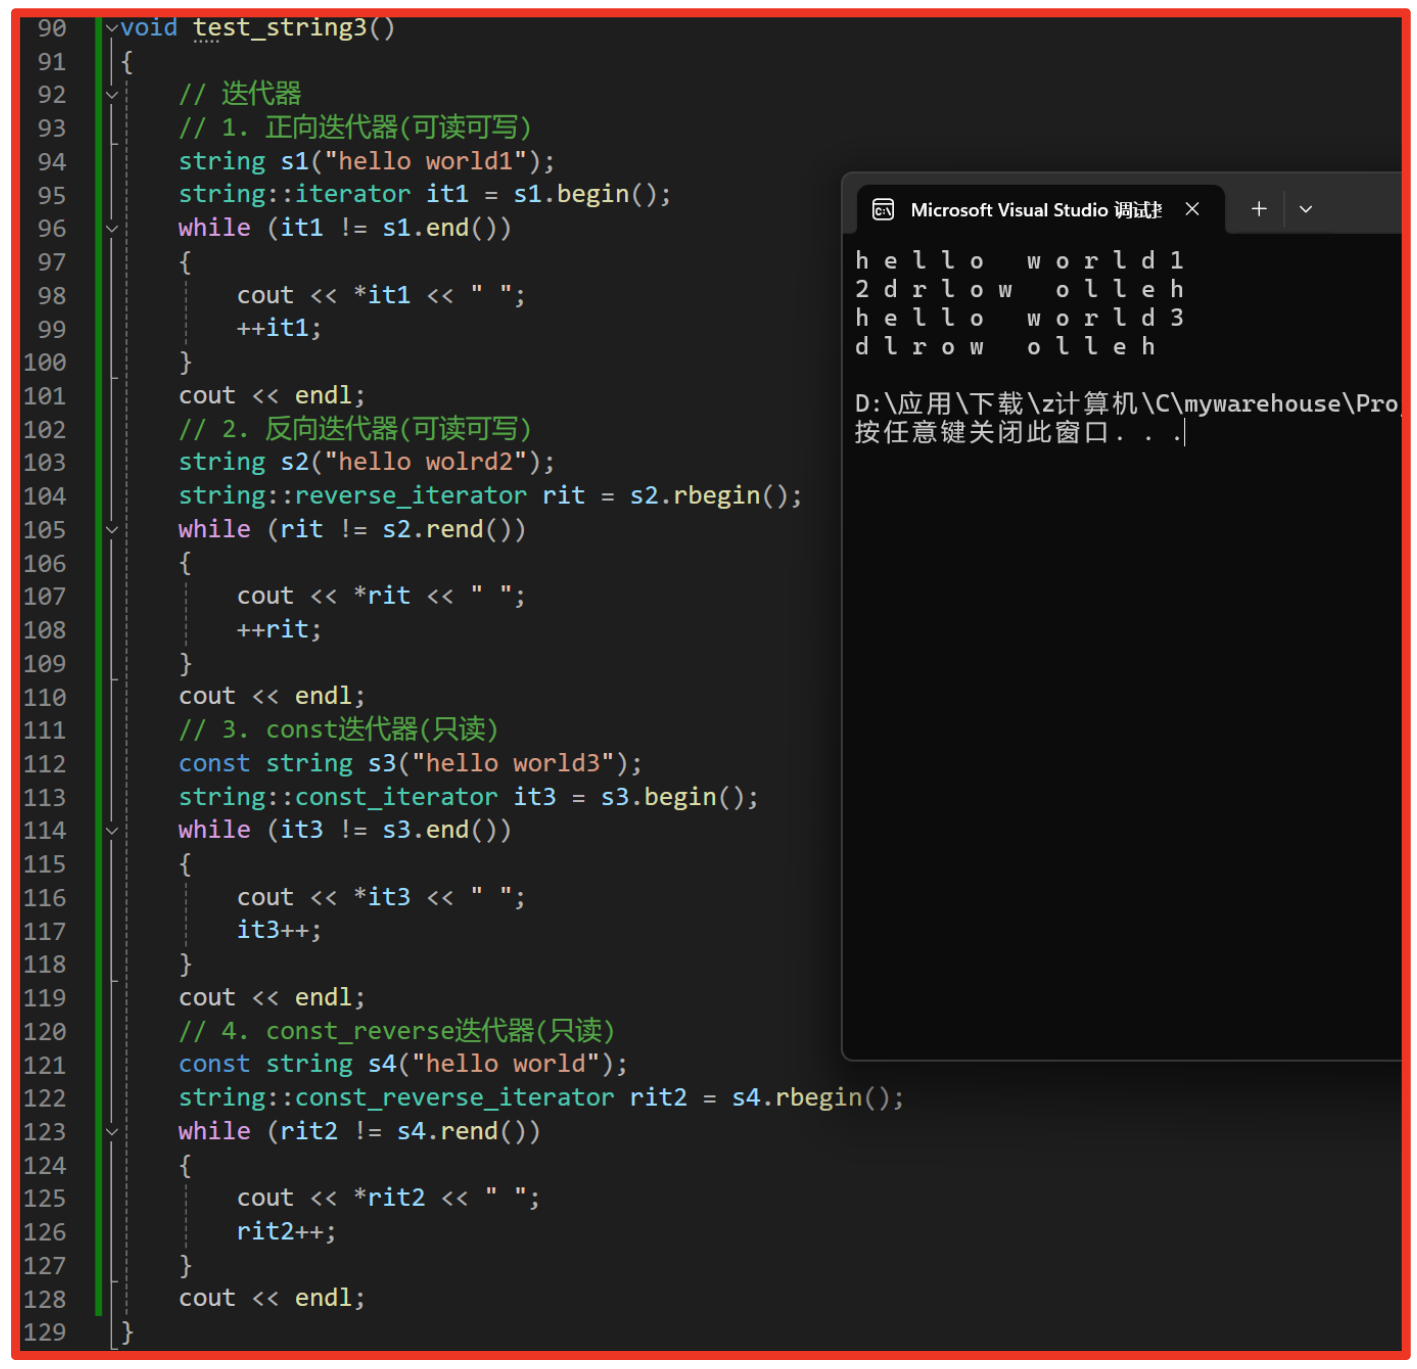 90 void test_string3()
91 {
92 // 迭代器
93 // 1. 正向迭代器(可读可写)
94 string s1("hello world1");
95 string::iterator it1 = s1.begin();
96 while (it1 != s1.end())
97 {
98 cout << *it1 << " ";
99 ++it1;
100 }
101 cout << endl;
102 // 2. 反向迭代器(可读可写)
103 string s2("hello wolrd2");
104 string::reverse_iterator rit = s2.rbegin();
105 while (rit != s2.rend())
106 {
107 cout << *rit << " ";
108 ++rit;
109 }
110 cout << endl;
111 // 3. const迭代器(只读)
112 const string s3("hello world3");
113 string::const_iterator it3 = s3.begin();
114 while (it3 != s3.end())
115 {
116 cout << *it3 << " ";
117 it3++;
118 }
119 cout << endl;
120 // 4. const_reverse迭代器(只读)
121 const string s4("hello world");
122 string::const_reverse_iterator rit2 = s4.rbegin();
123 while (rit2 != s4.rend())
124 {
125 cout << *rit2 << " ";
126 rit2++;
127 }
128 cout << endl;
129 }
Microsoft Visual Studio 调试
h e l l o   w o r l d 1
2 d r l o w   o l l e h
h e l l o   w o r l d 3
d l r o w   o l l e h
D:\应用\下载\z计算机\C\mywarehouse\Pro
按任意键关闭此窗口. . .